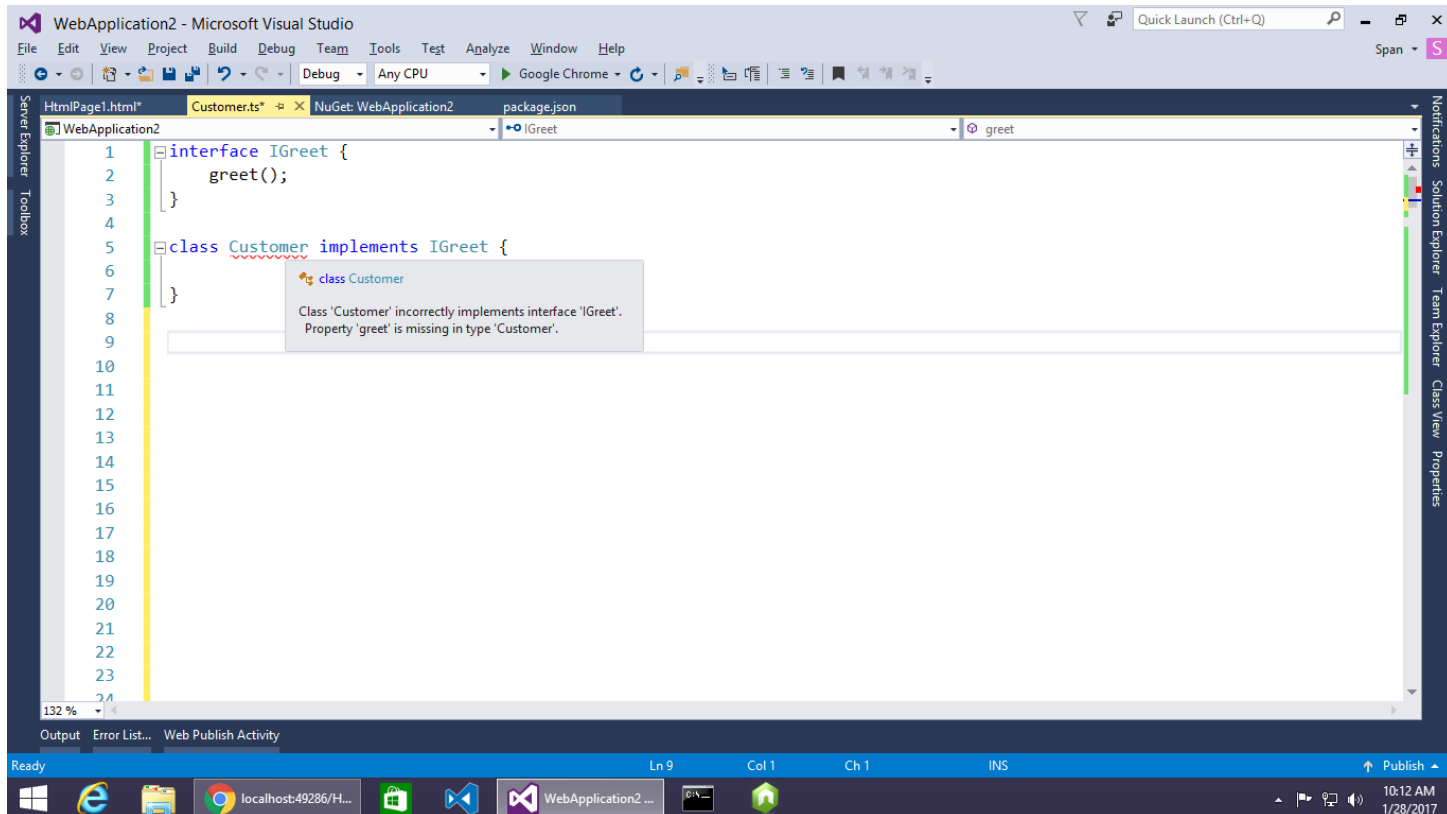 WebApplication2 - Microsoft Visual Studio
Quick Launch (Ctrl+Q)
File Edit View Project Build Debug Team Tools Test Analyze Window Help
Span
S
Debug Any CPU Google Chrome
HtmlPage1.html* Customer.ts* NuGet: WebApplication2 package.json
WebApplication2 IGreet greet
1 interface IGreet {
2 greet();
3 }
4
5 class Customer implements IGreet {
6
7 }
8
9
10
11
12
13
14
15
16
17
18
19
20
21
22
23
24
class Customer
Class 'Customer' incorrectly implements interface 'IGreet'.
Property 'greet' is missing in type 'Customer'.
Server Explorer
Toolbox
Notifications
Solution Explorer
Team Explorer
Class View
Properties
132 %
Output Error List... Web Publish Activity
Ready Ln 9 Col 1 Ch 1 INS Publish
localhost:49286/H... WebApplication2 ...
C:\
10:12 AM
1/28/2017